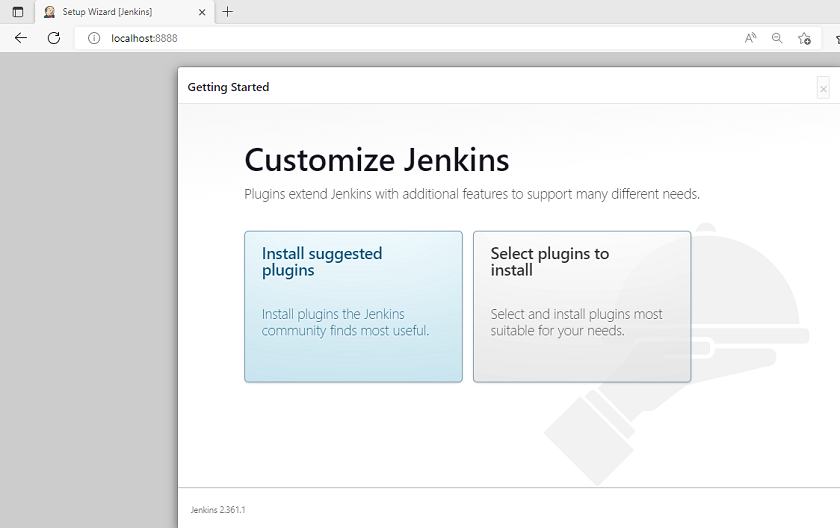 Setup Wizard [Jenkins]
localhost:8888
Getting Started
Customize Jenkins
Plugins extend Jenkins with additional features to support many different needs.
Install suggested
plugins
Install plugins the Jenkins
community finds most useful.
Select plugins to
install
Select and install plugins most
suitable for your needs.
Jenkins 2.361.1